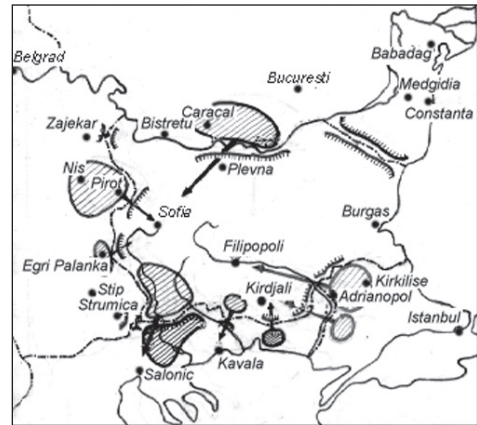 Babadag
Belgrad
Bucuresti
Medgidia
Constanta
Caracal
Zajekar
Bistretu
Plevna
Nis
Pirot
Sofia
Burgas
Filipopoli
Egri Palanka
Kirdjali
Kirkilise
Adrianopol
Stip
Strumica
Istanbul
Kavala
Salonic